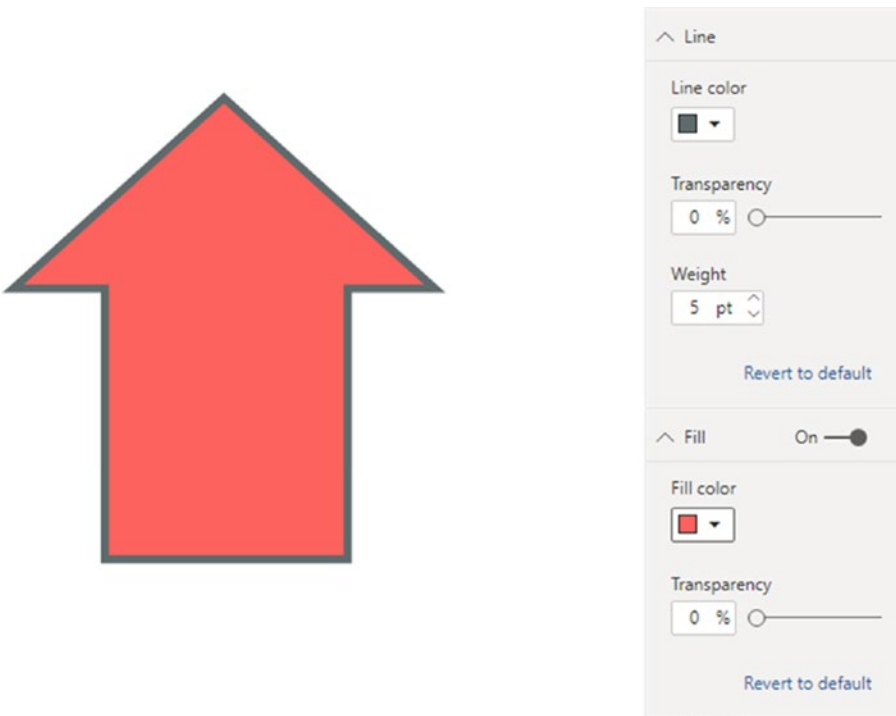 Line
Line color
Transparency
0 %
Weight
5 pt
Revert to default
Fill On
Fill color
Transparency
0 %
Revert to default